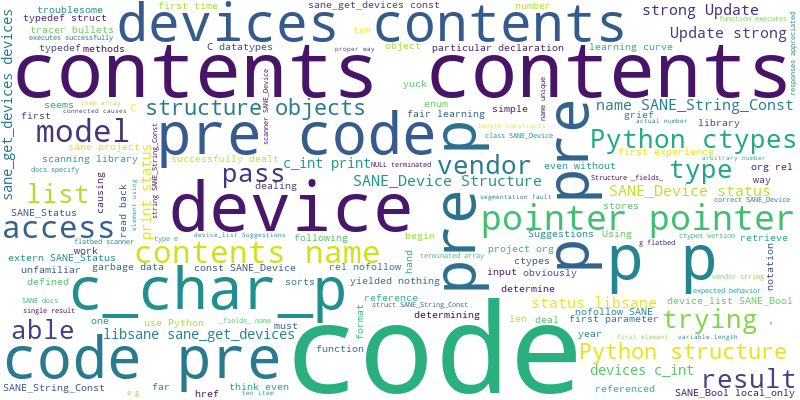 troublesome
first time
sane_get_devices const
number
strong Update
function executes
typedef struct
devices contents
tracer bullets
executes successfully
C datatypes
ten
proper way
object
particular declaration
Update strong
typedef
methods
learning curve
responses appreciated
sane_get_devices devices
contents contents
yuck
seems
item array
connected causes
c
enum
simple
name unique
name SANE_String_Const
first
structure objects
fair learning
grief
actual number
library
model
pre code
scanner SANE_Device
string SANE_String_Const
length constructs
class SANE_Device
Python ctypes
sane project
scanning library
successfully dealt
c_int print
NULL terminated
vendor
first experience
arbitrary number
docs specify
print status
pass
even without
type
org rel
list
causing
read back
element using
dealing
SANE_Device Structure
Structure _fields_
way
SANE_Device status
segmentation fault
stores
correct SANE_Device
SANE_Status
access
device
pre
p
pre
p
pointer pointer
flatbed scanner
type e
device_list Suggestions
following
terminated array
Suggestions
Using
g flatbed
ctypes version
work
contents name
begin
project org
retrieve
vendor string
extern SANE_Status
const SANE_Device
hand
ctypes
notation
unfamiliar
garbage data
rel nofollow
input
obviously
expected behavior
defined
c_char_p
sorts
yielded nothing
determine
p p
device_list SANE_Bool
SANE docs
reference
struct SANE_String_Const
status libsane
nofollow SANE
single result
one
must
format
determining
len
deal
first parameter
trying
,
able
use Python
_fields_ name
code
year
libsane sane_get_devices
function
first element
variable length
code pre
Python structure
SANE_String_Const
far
think even
referenced
devices c_int
result
href
e g
ten item
SANE_Bool local_only